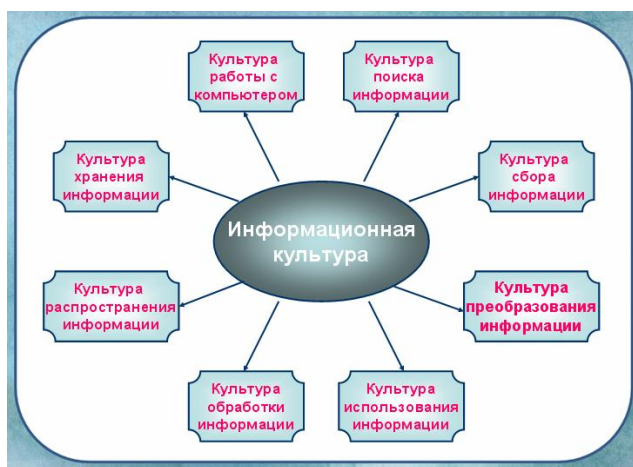 Культура
работы с
компьютером
Культура
поиска
информации
Культура
хранения
информации
Культура
сбора
информации
Информационная
культура
Культура
распространения
информации
Культура
преобразования
информации
Культура
обработки
информации
Культура
использования
информации